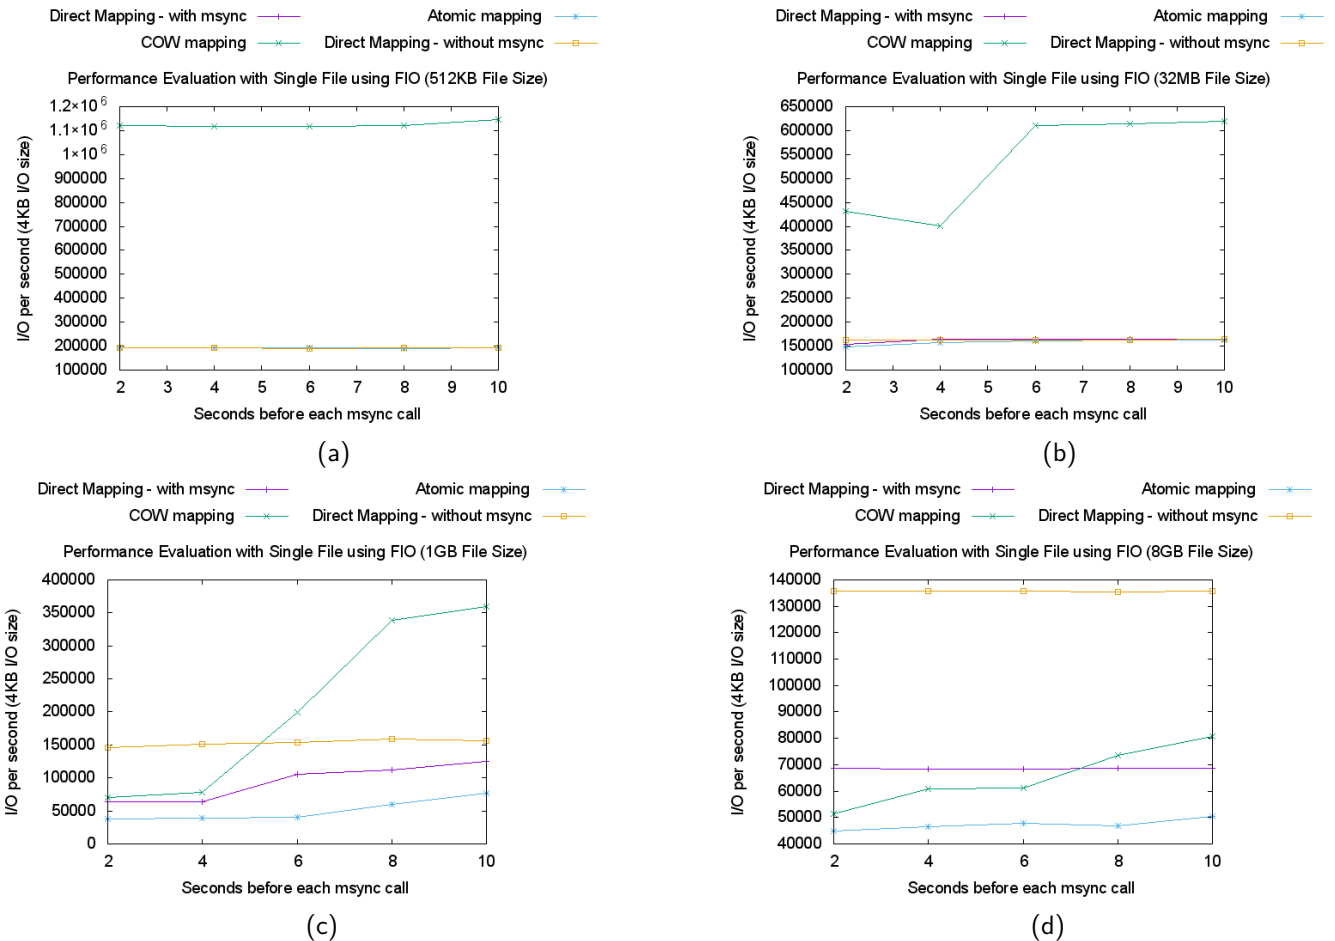 Direct Mapping - with msync
Atomic mapping
COW mapping
Direct Mapping - without msync
Performance Evaluation with Single File using FIO (512KB File Size)
I/O per second (4KB I/O size)
1.2×10^6
1.1×10^6
1×10^6
900000
800000
700000
600000
500000
400000
300000
200000
100000
2 3 4 5 6 7 8 9 10
Seconds before each msync call
(a)
Direct Mapping - with msync
Atomic mapping
COW mapping
Direct Mapping - without msync
Performance Evaluation with Single File using FIO (32MB File Size)
I/O per second (4KB I/O size)
650000
600000
550000
500000
450000
400000
350000
300000
250000
200000
150000
100000
2 3 4 5 6 7 8 9 10
Seconds before each msync call
(b)
Direct Mapping - with msync
Atomic mapping
COW mapping
Direct Mapping - without msync
Performance Evaluation with Single File using FIO (1GB File Size)
I/O per second (4KB I/O size)
400000
350000
300000
250000
200000
150000
100000
50000
0
2 4 6 8 10
Seconds before each msync call
(c)
Direct Mapping - with msync
Atomic mapping
COW mapping
Direct Mapping - without msync
Performance Evaluation with Single File using FIO (8GB File Size)
I/O per second (4KB I/O size)
140000
130000
120000
110000
100000
90000
80000
70000
60000
50000
40000
2 4 6 8 10
Seconds before each msync call
(d)